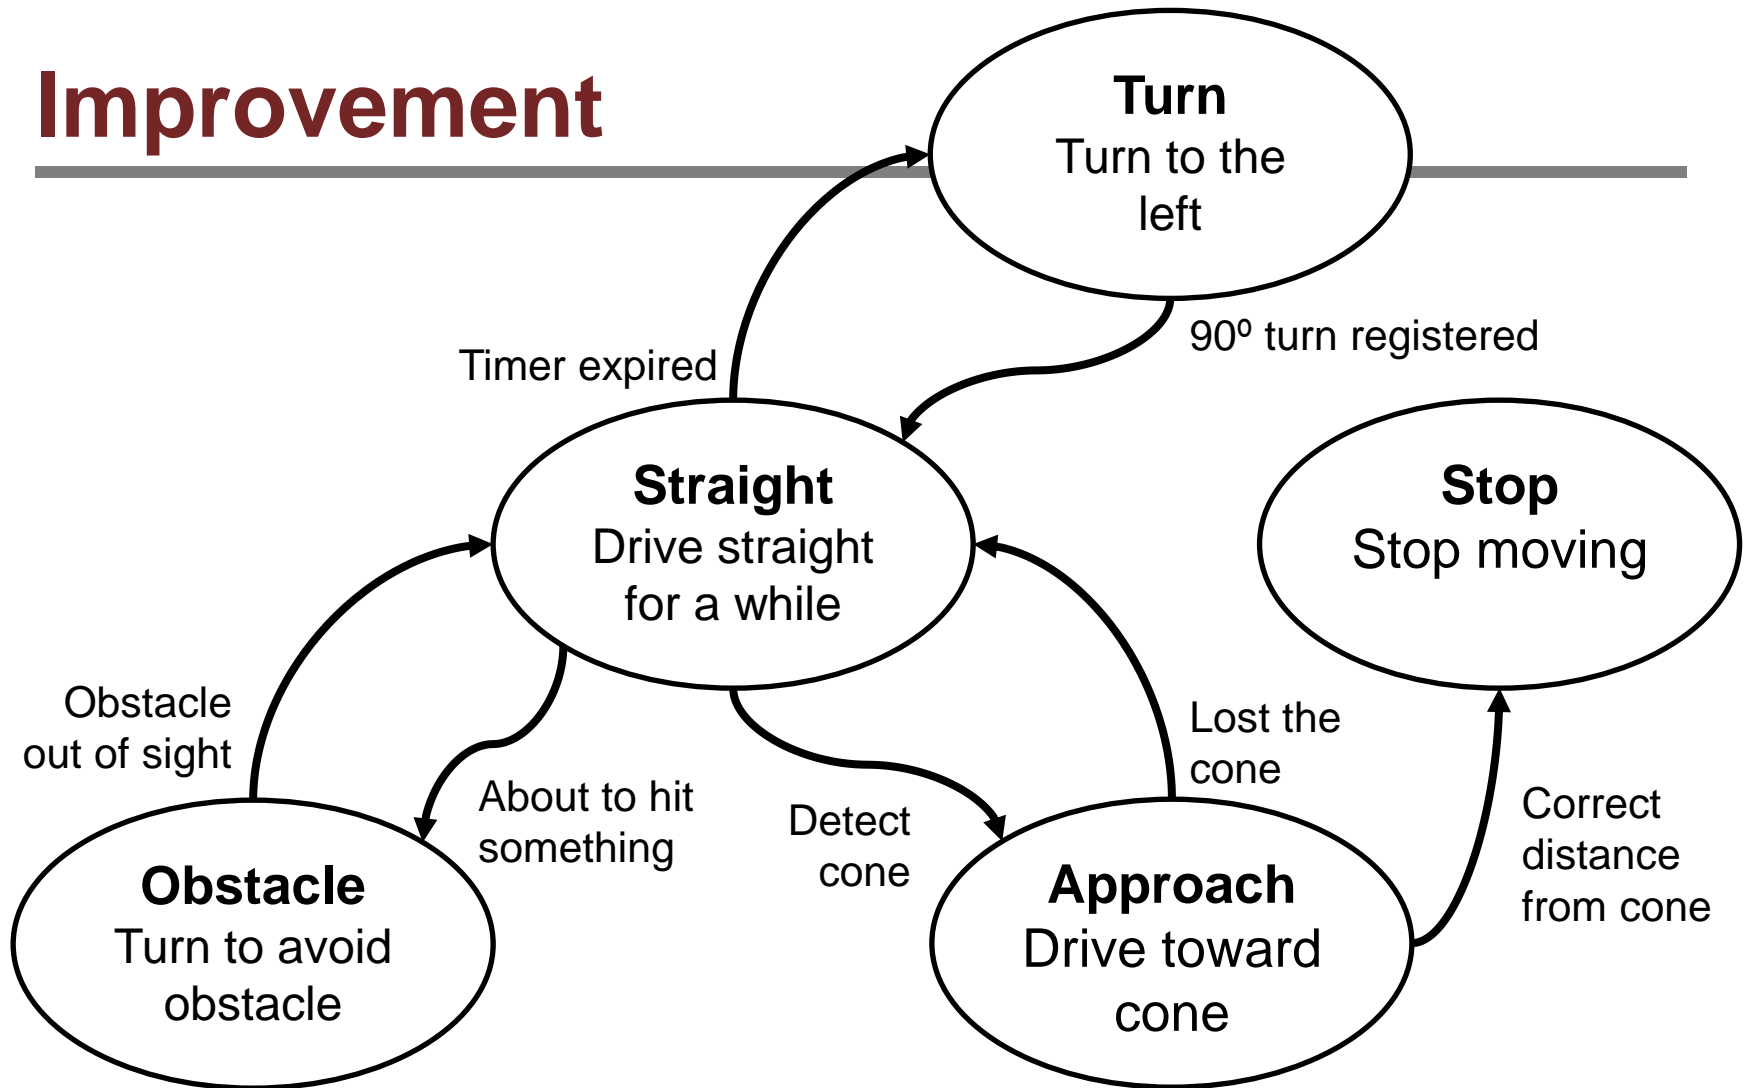 Improvement
Turn
Turn to the
left
Timer expired
90º turn registered
Straight
Drive straight
for a while
Stop
Stop moving
Obstacle
out of sight
About to hit
something
Detect
cone
Lost the
cone
Correct
distance
from cone
Obstacle
Turn to avoid
obstacle
Approach
Drive toward
cone